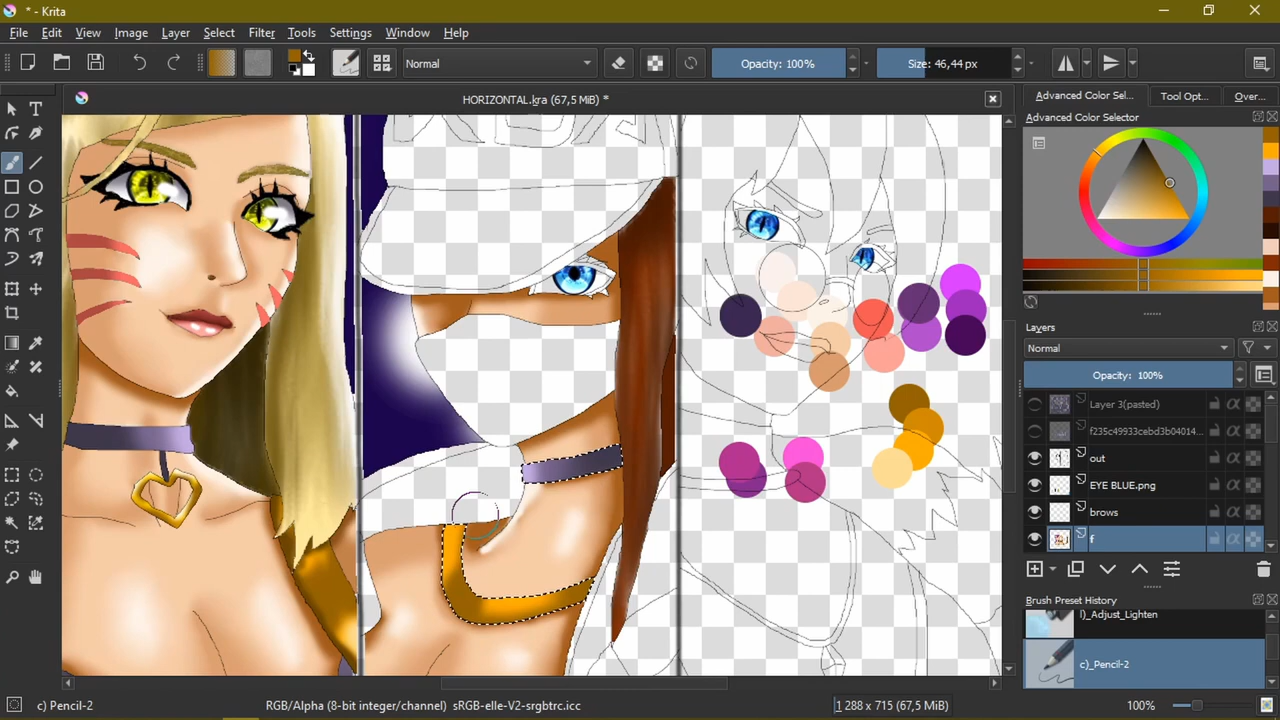 * - Krita
File Edit View Image Layer Select Filter Tools Settings Window Help
Normal Opacity: 100% Size: 46,44 px
HORIZONTAL.kra (67,5 MiB) *
Advanced Color Sel... Tool Opt... Over...
Advanced Color Selector
Layers
Normal
Opacity: 100%
Layer 3(pasted)
f235c49933cebd3b04014...
out
EYE BLUE.png
brows
f
Brush Preset History
l)_Adjust_Lighten
c)_Pencil-2
c) Pencil-2 RGB/Alpha (8-bit integer/channel) sRGB-elle-V2-srgbtrc.icc 1 288 x 715 (67,5 MiB) 100%